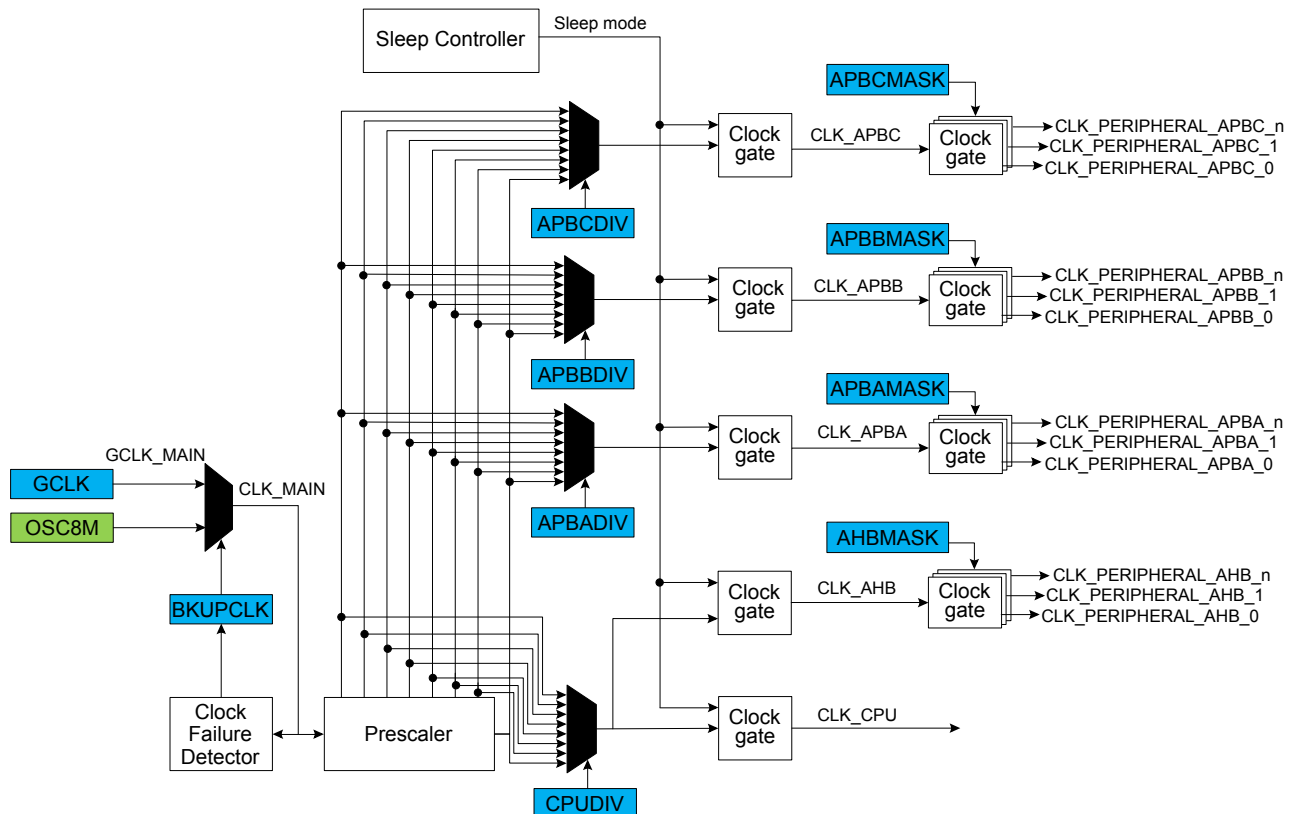 Sleep mode
Sleep Controller
APBCMASK
Clock
gate
CLK_APBC
Clock
gate
CLK_PERIPHERAL_APBC_n
CLK_PERIPHERAL_APBC_1
CLK_PERIPHERAL_APBC_0
APBCDIV
APBBMASK
Clock
gate
CLK_APBB
Clock
gate
CLK_PERIPHERAL_APBB_n
CLK_PERIPHERAL_APBB_1
CLK_PERIPHERAL_APBB_0
APBBDIV
APBAMASK
Clock
gate
CLK_APBA
Clock
gate
CLK_PERIPHERAL_APBA_n
CLK_PERIPHERAL_APBA_1
CLK_PERIPHERAL_APBA_0
GCLK_MAIN
GCLK
CLK_MAIN
OSC8M
APBADIV
AHBMASK
Clock
gate
CLK_AHB
Clock
gate
CLK_PERIPHERAL_AHB_n
CLK_PERIPHERAL_AHB_1
CLK_PERIPHERAL_AHB_0
BKUPCLK
Clock
Failure
Detector
Prescaler
Clock
gate
CLK_CPU
CPUDIV